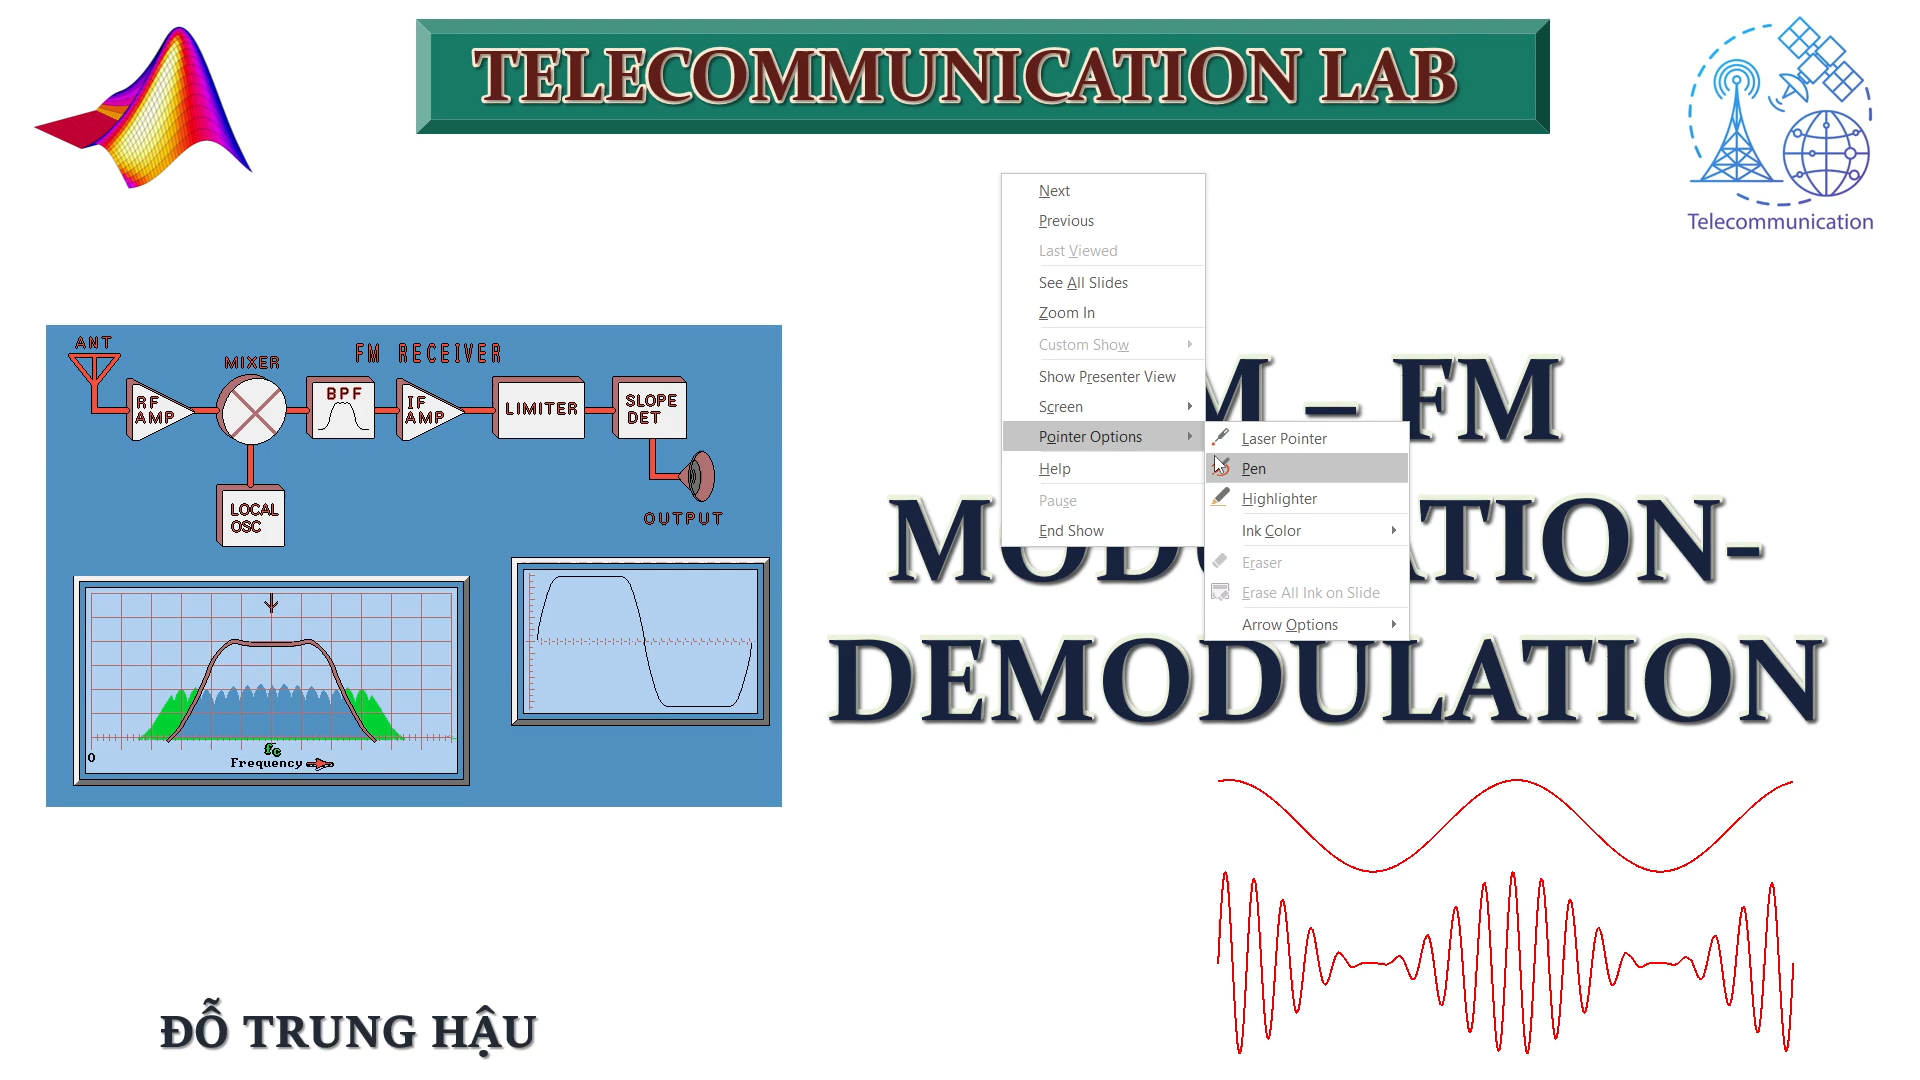 TELECOMMUNICATION LAB
Telecommunication
Next
Previous
Last Viewed
See All Slides
Zoom In
Custom Show
Show Presenter View
Screen
Pointer Options
Help
Pause
End Show
Laser Pointer
Pen
Highlighter
Ink Color
Eraser
Erase All Ink on Slide
Arrow Options
ANT
FM RECEIVER
MIXER
RF AMP
BPF
IF AMP
LIMITER
SLOPE DET
LOCAL OSC
OUTPUT
0
fc
Frequency
M – FM
ATION-
DEMODULATION
ĐỖ TRUNG HẬU